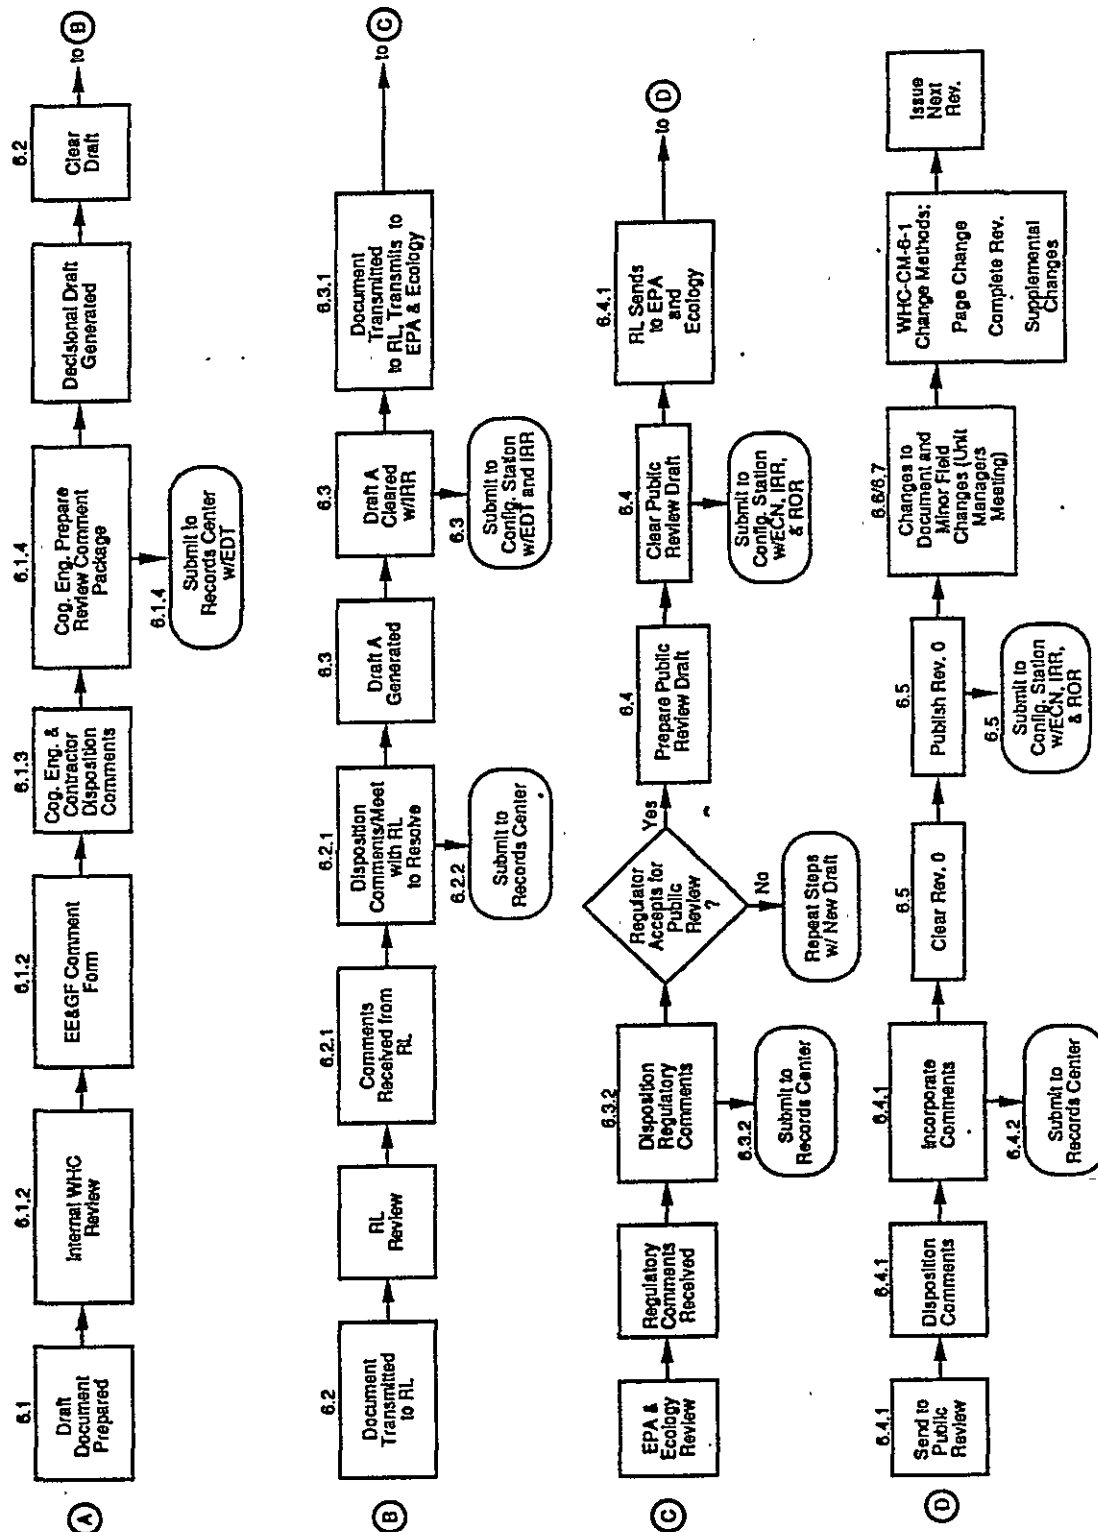 A
6.1
Draft
Document
Prepared
6.1.2
Internal WHC
Review
6.1.2
EE&GF Comment
Form
6.1.3
Cog. Eng. &
Contractor
Disposition
Comments
6.1.4
Cog. Eng. Prepare
Review Comment
Package
6.1.4
Submit to
Records Center
w/EDT
Decisional Draft
Generated
6.2
Clear
Draft
to B
B
6.2
Document
Transmitted
to RL
RL
Review
6.2.1
Comments
Received from
RL
6.2.1
Disposition
Comments/Meet
with RL
to Resolve
6.2.2
Submit to
Records Center
6.3
Draft A
Generated
6.3
Draft A
Cleared
w/IRR
6.3
Submit to
Config. Station
w/EDT and IRR
6.3.1
Document
Transmitted
to RL, Transmits to
EPA & Ecology
to C
C
EPA &
Ecology
Review
Regulatory
Comments
Received
6.3.2
Disposition
Regulatory
Comments
6.3.2
Submit to
Records Center
Regulator
Accepts for
Public
Review
?
Yes
No
Repeat Steps
w/ New Draft
6.4
Prepare Public
Review Draft
6.4
Clear Public
Review Draft
Submit to
Config. Station
w/ECN, IRR,
& ROR
6.4.1
RL Sends
to EPA
and
Ecology
to D
D
6.4.1
Send to
Public
Review
6.4.1
Disposition
Comments
6.4.1
Incorporate
Comments
6.4.2
Submit to
Records Center
6.5
Clear Rev. 0
6.5
Publish Rev. 0
6.5
Submit to
Config. Station
w/ECN, IRR,
& ROR
6.6/6.7
Changes to
Document and
Minor Field
Changes (Unit
Managers
Meeting)
WHC-CM-6-1
Change Methods:
Page Change
Complete Rev.
Supplemental
Changes
Issue
Next
Rev.